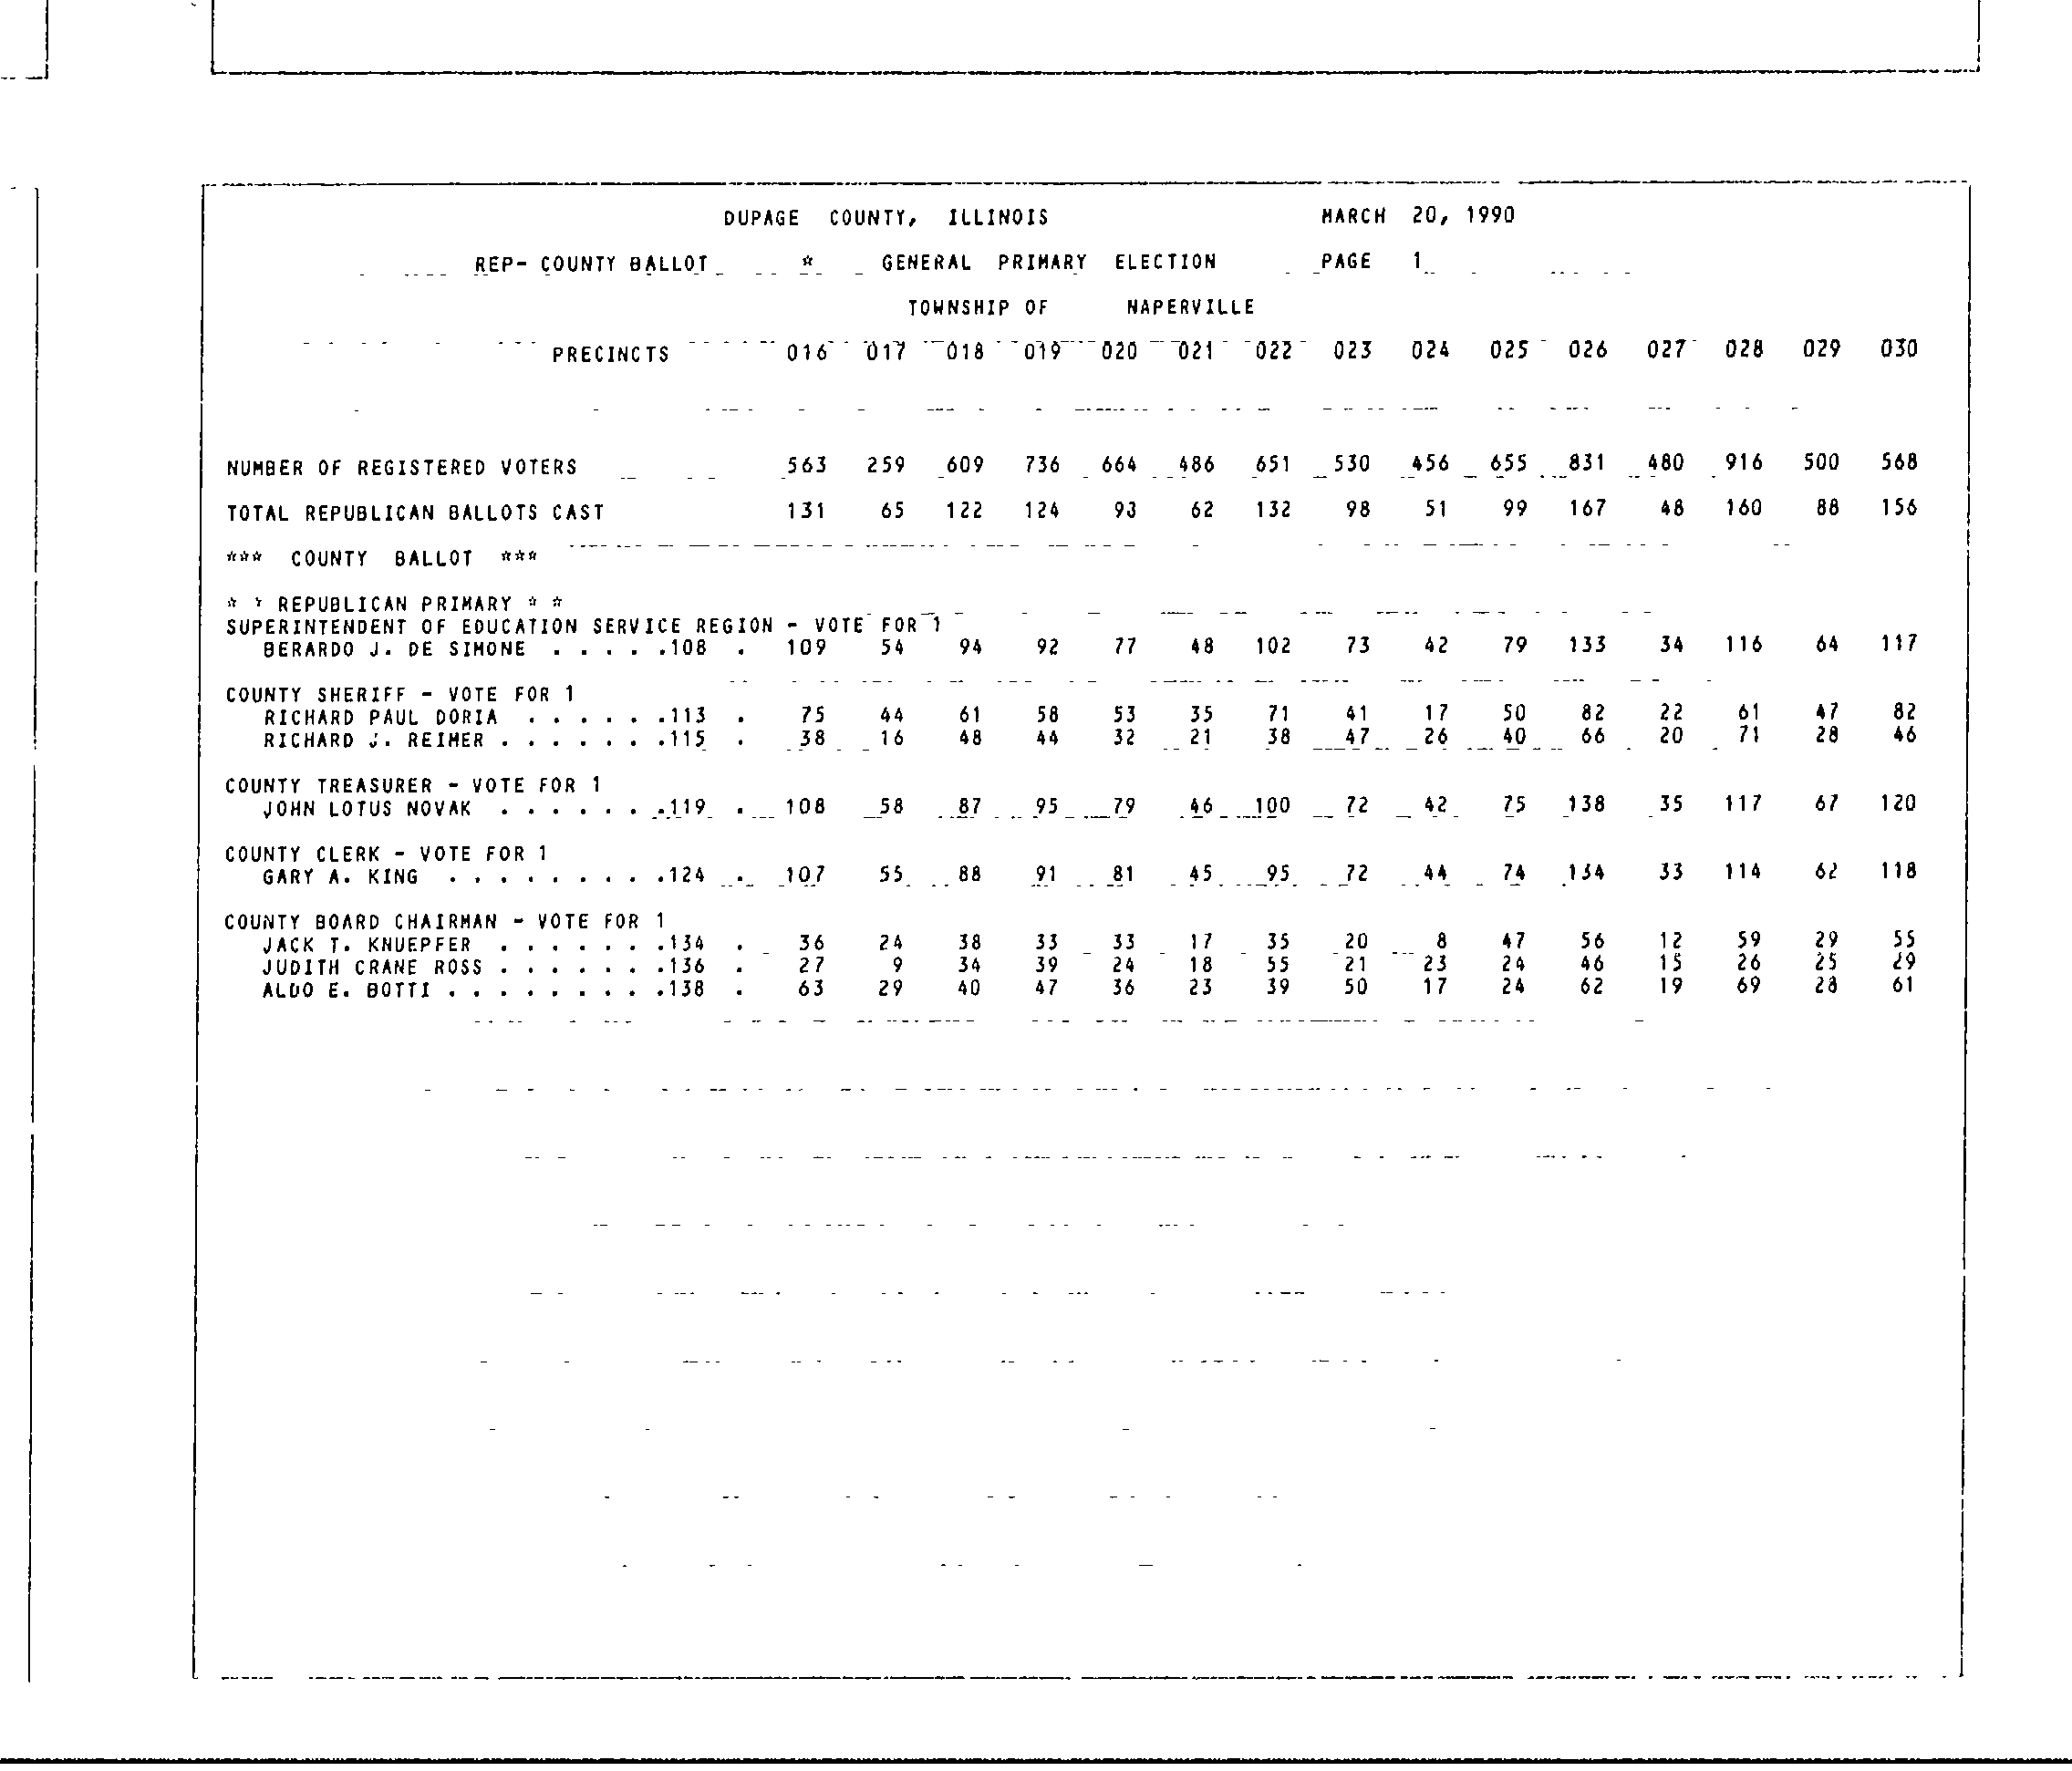 DUPAGE COUNTY, ILLINOIS MARCH 20, 1990
REP- COUNTY BALLOT * GENERAL PRIMARY ELECTION PAGE 1
TOWNSHIP OF NAPERVILLE
PRECINCTS 016 017 018 019 020 021 022 023 024 025 026 027 028 029 030
NUMBER OF REGISTERED VOTERS 563 259 609 736 664 486 651 530 456 655 831 480 916 500 568
TOTAL REPUBLICAN BALLOTS CAST 131 65 122 124 93 62 132 98 51 99 167 48 160 88 156
*** COUNTY BALLOT ***
* * REPUBLICAN PRIMARY * *
SUPERINTENDENT OF EDUCATION SERVICE REGION - VOTE FOR 1
BERARDO J. DE SIMONE . . . . .108 . 109 54 94 92 77 48 102 73 42 79 133 34 116 64 117
COUNTY SHERIFF - VOTE FOR 1
RICHARD PAUL DORIA . . . . . .113 . 75 44 61 58 53 35 71 41 17 50 82 22 61 47 82
RICHARD J. REIMER . . . . . . .115 . 38 16 48 44 32 21 38 47 26 40 66 20 71 28 46
COUNTY TREASURER - VOTE FOR 1
JOHN LOTUS NOVAK . . . . . . .119 . 108 58 87 95 79 46 100 72 42 75 138 35 117 67 120
COUNTY CLERK - VOTE FOR 1
GARY A. KING . . . . . . . . .124 . 107 55 88 91 81 45 95 72 44 74 134 33 114 62 118
COUNTY BOARD CHAIRMAN - VOTE FOR 1
JACK T. KNUEPFER . . . . . . .134 . 36 24 38 33 33 17 35 20 8 47 56 12 59 29 55
JUDITH CRANE ROSS . . . . . . .136 . 27 9 34 39 24 18 55 21 23 24 46 15 26 25 29
ALDO E. BOTTI . . . . . . . . .138 . 63 29 40 47 36 23 39 50 17 24 62 19 69 28 61